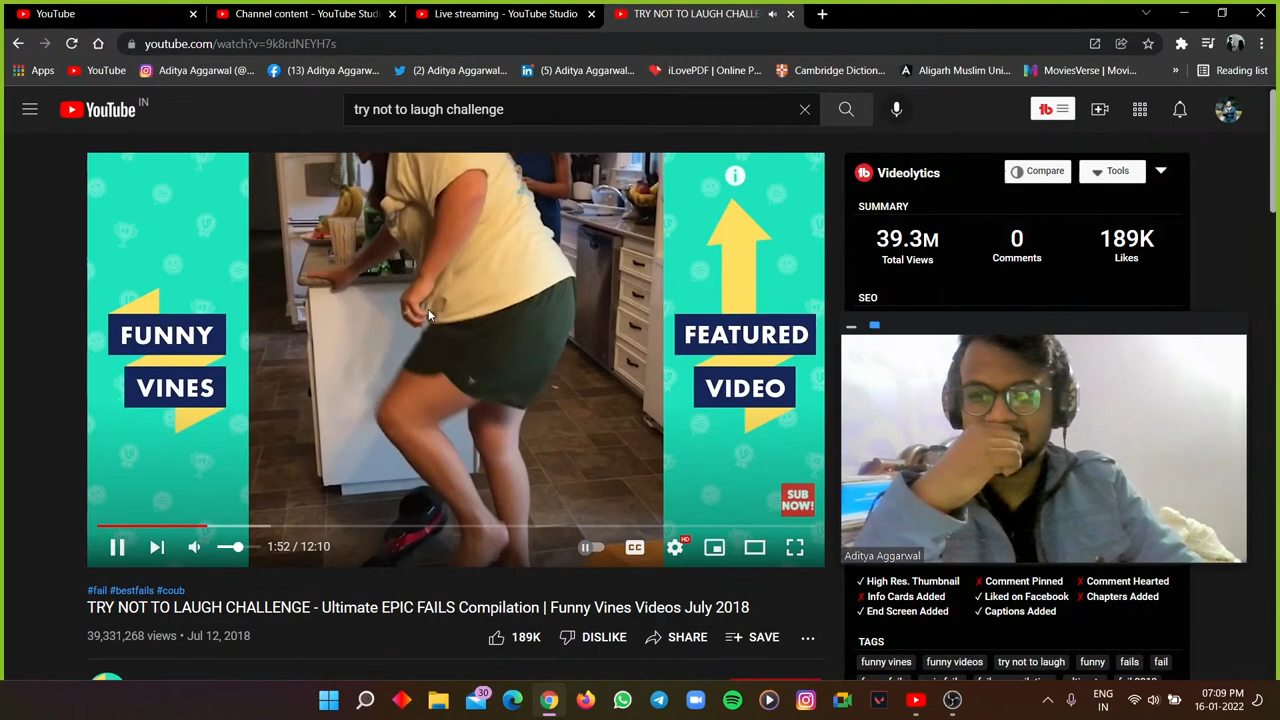 YouTube
Channel content - YouTube Stud
Live streaming - YouTube Studio
TRY NOT TO LAUGH CHALLE
youtube.com/watch?v=9k8rdNEYH7s
Apps
YouTube
Aditya Aggarwal (@...
(13) Aditya Aggarw...
(2) Aditya Aggarwal...
(5) Aditya Aggarwal...
iLovePDF | Online P...
Cambridge Diction...
Aligarh Muslim Uni...
MoviesVerse | Movi...
»
Reading list
YouTube IN
try not to laugh challenge
FUNNY
VINES
FEATURED
VIDEO
SUB
NOW!
1:52 / 12:10
CC
HD
#fail #bestfails #coub
TRY NOT TO LAUGH CHALLENGE - Ultimate EPIC FAILS Compilation | Funny Vines Videos July 2018
39,331,268 views • Jul 12, 2018
189K
DISLIKE
SHARE
SAVE
Videolytics
Compare
Tools
SUMMARY
39.3M
Total Views
0
Comments
189K
Likes
SEO
Aditya Aggarwal
✓ High Res. Thumbnail
✗ Comment Pinned
✗ Comment Hearted
✗ Info Cards Added
✓ Liked on Facebook
✗ Chapters Added
✓ End Screen Added
✓ Captions Added
TAGS
funny vines
funny videos
try not to laugh
funny
fails
fail
30
ENG
IN
07:09 PM
16-01-2022